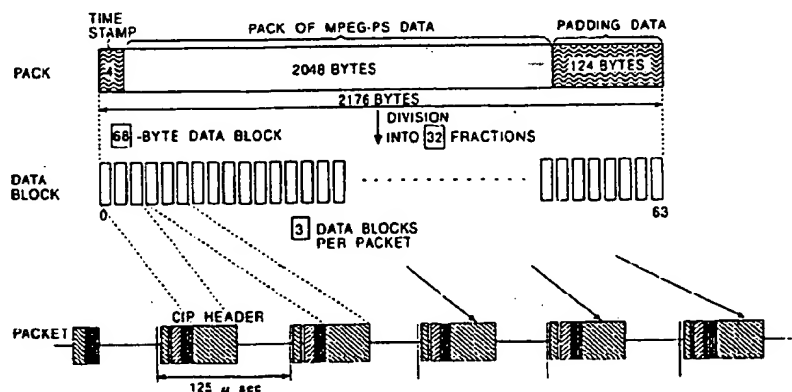 TIME
STAMP
PACK OF MPEG-PS DATA
PADDING DATA
PACK
4
2048 BYTES
124 BYTES
2176 BYTES
68 -BYTE DATA BLOCK
DIVISION
INTO 32 FRACTIONS
DATA
BLOCK
0
63
3 DATA BLOCKS
PER PACKET
CIP HEADER
PACKET
125 μ SEC